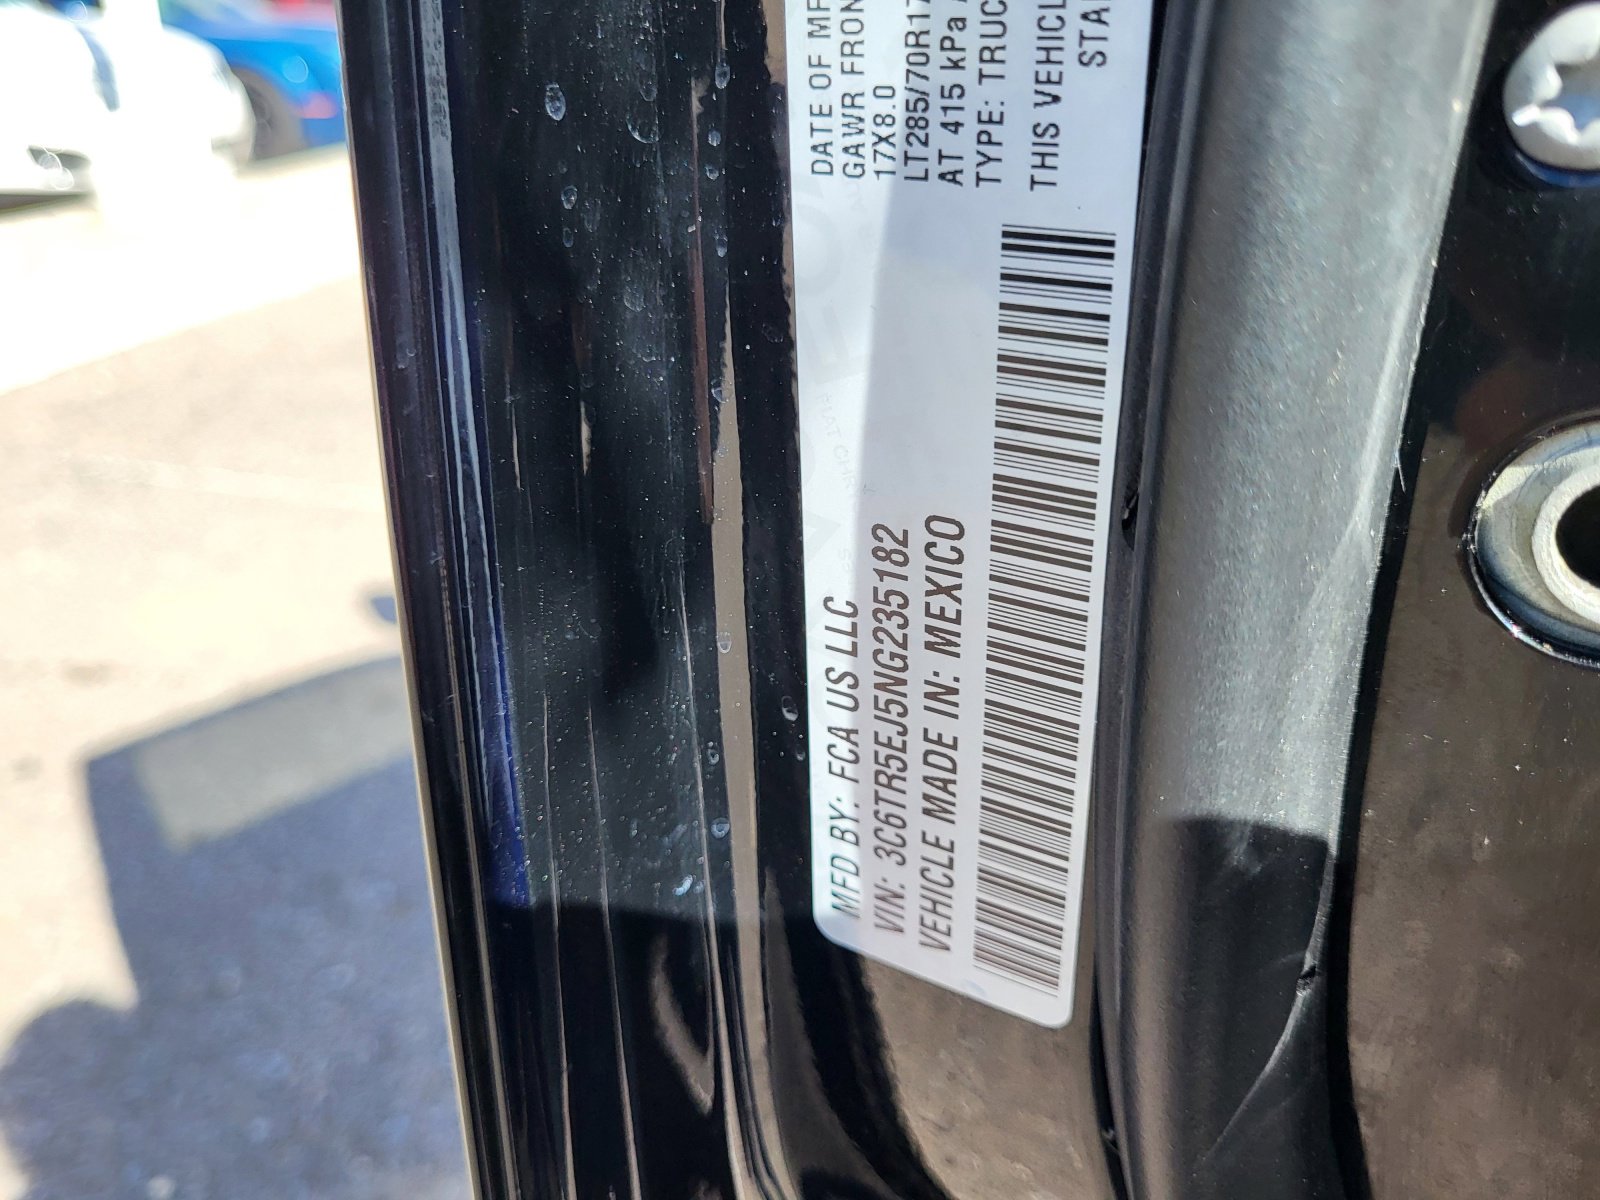 MFD BY: FCA US LLC
VIN: 3C6TR5EJ5NG235182
VEHICLE MADE IN: MEXICO
DATE OF
GAWR FRON
17X8.0
LT285/70R17
AT 415 kPa
TYPE: TRUC
THIS VEHICL
STA